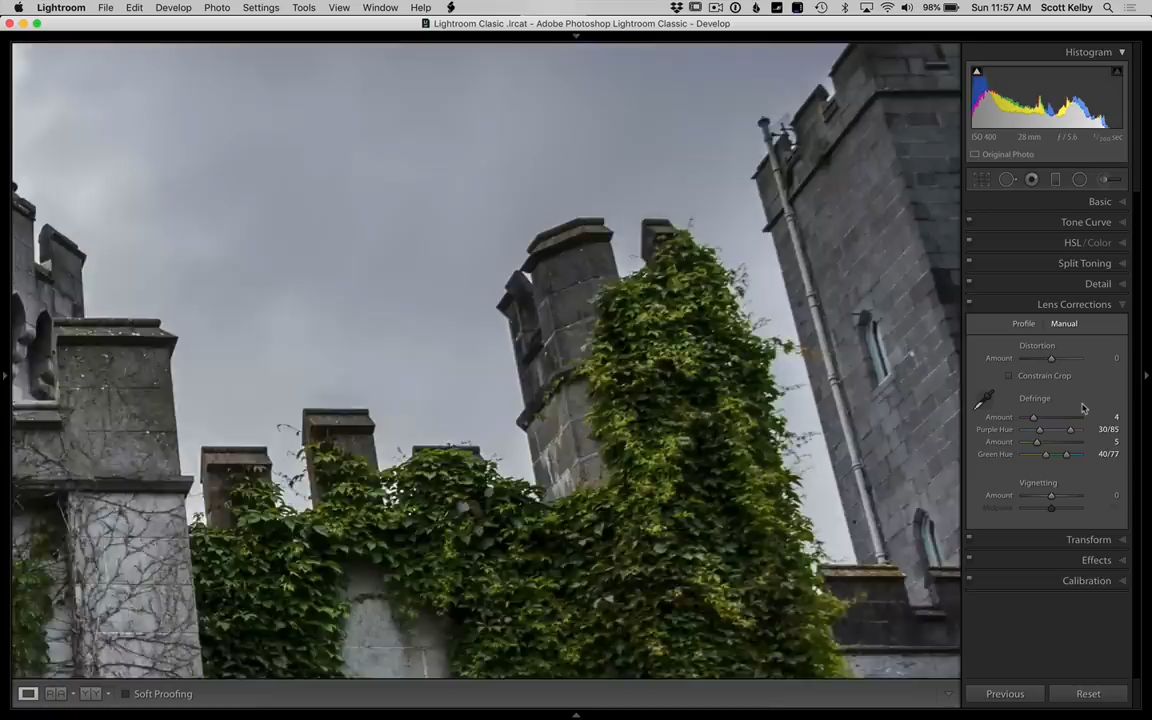 Lightroom File Edit Develop Photo Settings Tools View Window Help 98% Sun 11:57 AM Scott Kelby
Lightroom Clasic .lrcat - Adobe Photoshop Lightroom Classic - Develop
Histogram
ISO 400 28 mm ƒ / 5.6 sec
Original Photo
Basic
Tone Curve
HSL / Color
Split Toning
Detail
Lens Corrections
Profile Manual
Distortion
Amount 0
Constrain Crop
Defringe
Amount 4
Purple Hue 30/85
Amount 5
Green Hue 40/77
Vignetting
Amount 0
Midpoint
Transform
Effects
Calibration
Soft Proofing
Previous Reset